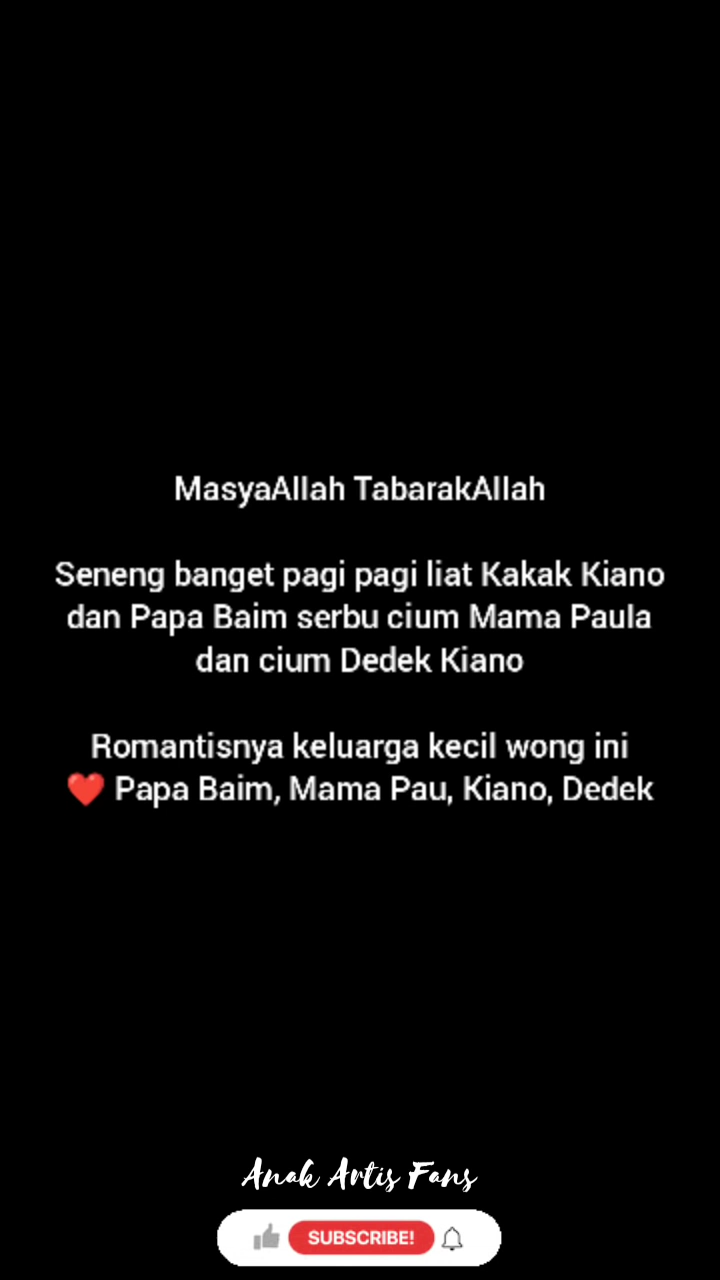 MasyaAllah TabarakAllah
Seneng banget pagi pagi liat Kakak Kiano
dan Papa Baim serbu cium Mama Paula
dan cium Dedek Kiano
Romantisnya keluarga kecil wong ini
❤️ Papa Baim, Mama Pau, Kiano, Dedek
Anak Artis Fans
SUBSCRIBE!